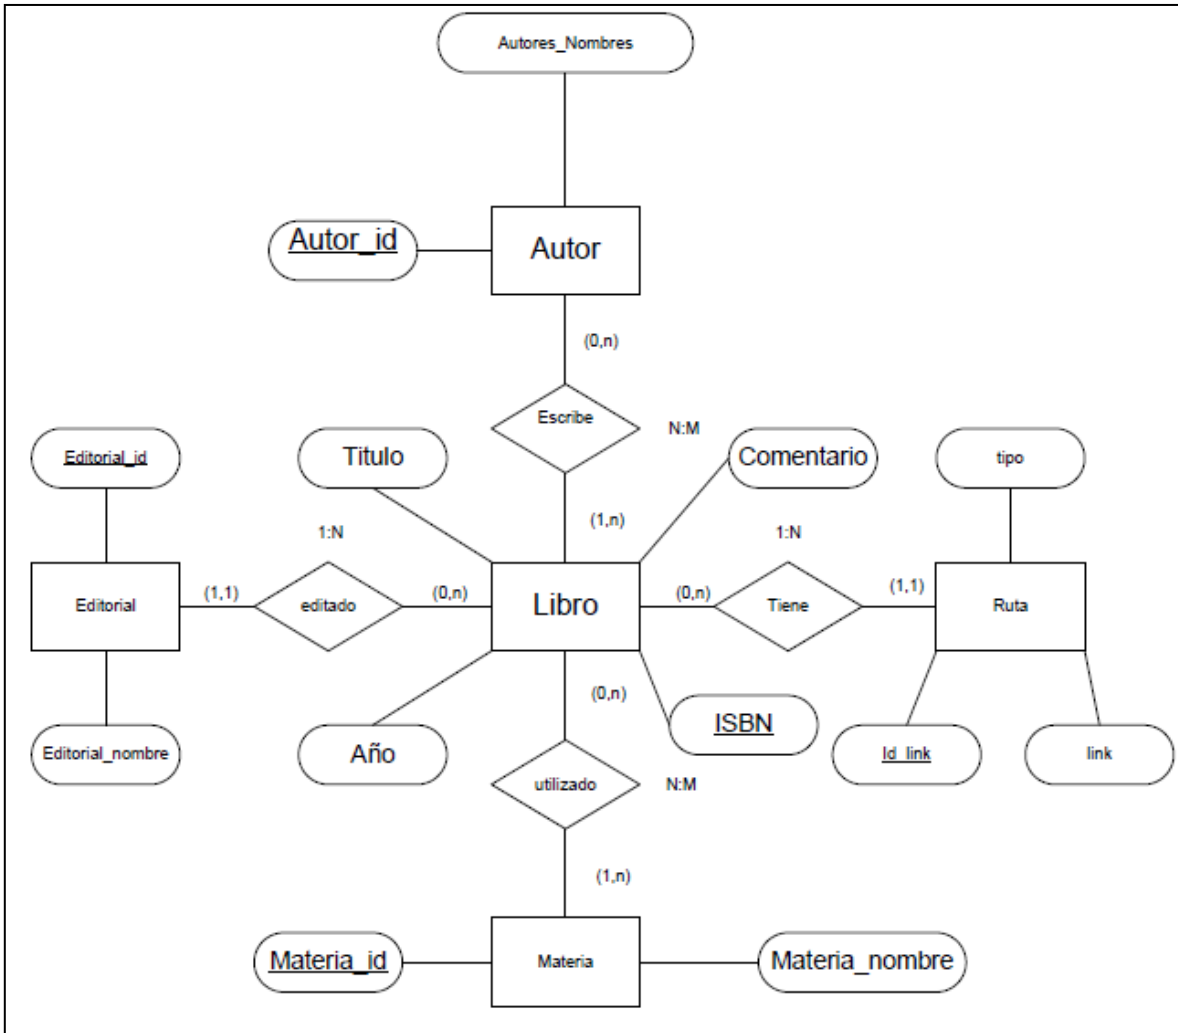 Autores_Nombres
Autor_id
Autor
(0,n)
Escribe
N:M
Editorial_id
Titulo
Comentario
tipo
1:N
(1,n)
1:N
Editorial
(1,1)
editado
(0,n)
Libro
(0,n)
Tiene
(1,1)
Ruta
(0,n)
ISBN
Editorial_nombre
Año
Id_link
link
utilizado
N:M
(1,n)
Materia_id
Materia
Materia_nombre